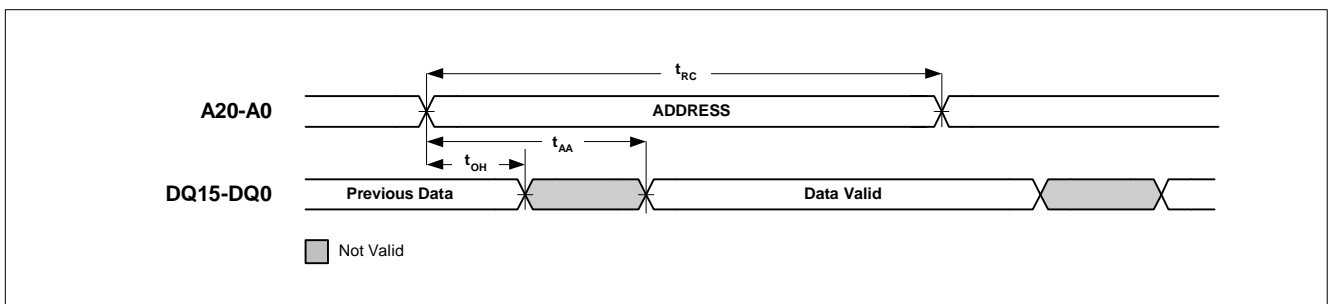 tRC
A20-A0 ADDRESS
tAA
tOH
DQ15-DQ0 Previous Data Data Valid
Not Valid